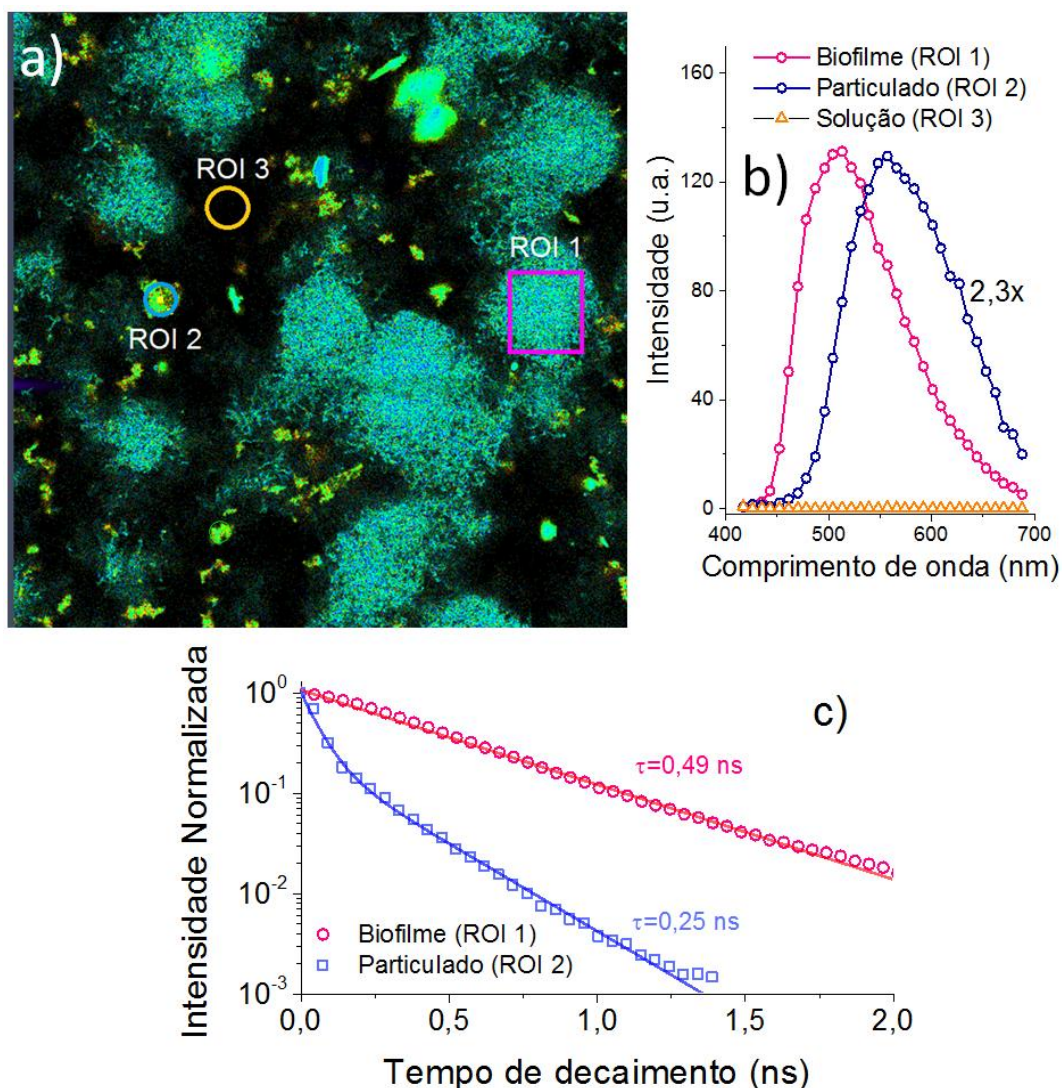 a)
ROI 3
ROI 1
ROI 2
Biofilme (ROI 1)
Particulado (ROI 2)
Solução (ROI 3)
b)
160
120
80
40
0
2,3x
Intensidade (u.a.)
400 500 600 700
Comprimento de onda (nm)
c)
Intensidade Normalizada
10⁰
10⁻¹
10⁻²
10⁻³
τ=0,49 ns
τ=0,25 ns
Biofilme (ROI 1)
Particulado (ROI 2)
0,0 0,5 1,0 1,5 2,0
Tempo de decaimento (ns)